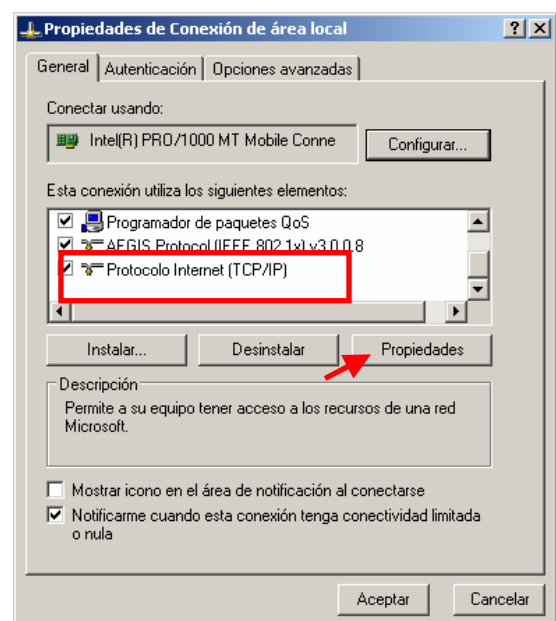 Propiedades de Conexión de área local
General Autenticación Opciones avanzadas
Conectar usando:
Intel(R) PRO/1000 MT Mobile Conne Configurar...
Esta conexión utiliza los siguientes elementos:
Programador de paquetes QoS
AEGIS Protocol (IEEE 802.1x) v3.0.0.8
Protocolo Internet (TCP/IP)
Instalar... Desinstalar Propiedades
Descripción
Permite a su equipo tener acceso a los recursos de una red
Microsoft.
Mostrar icono en el área de notificación al conectarse
Notificarme cuando esta conexión tenga conectividad limitada
o nula
Aceptar Cancelar